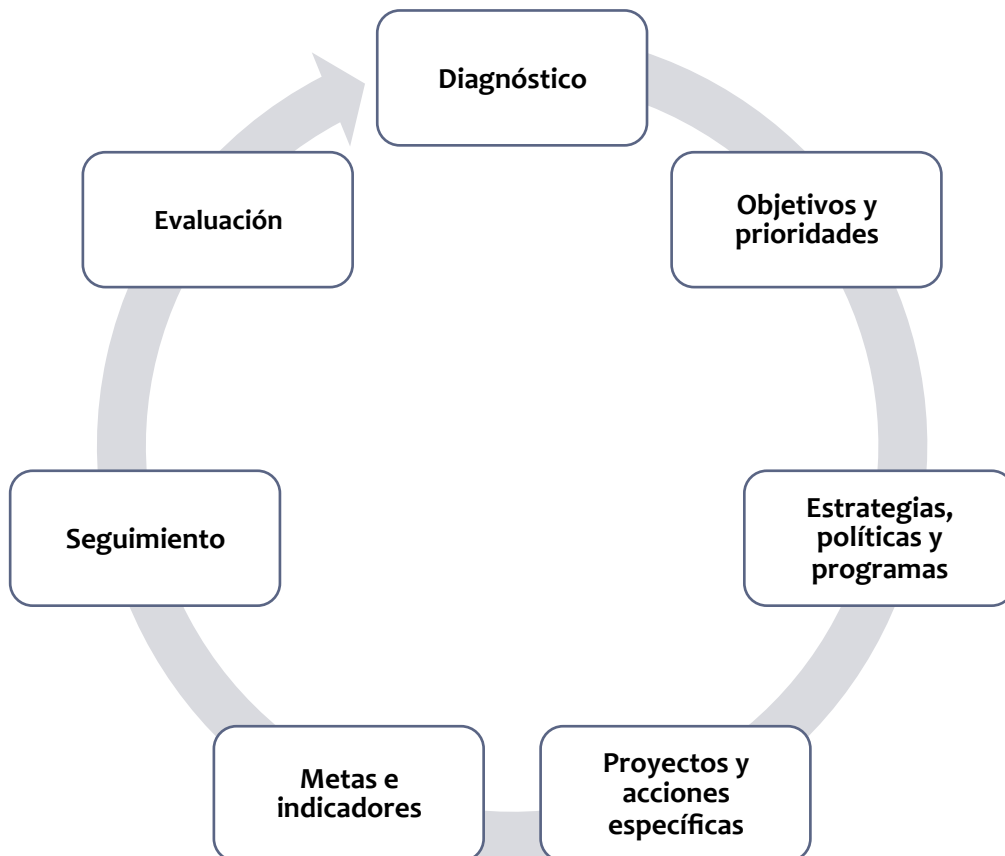 Diagnóstico
Objetivos y
prioridades
Estrategias,
políticas y
programas
Proyectos y
acciones
específicas
Metas e
indicadores
Seguimiento
Evaluación